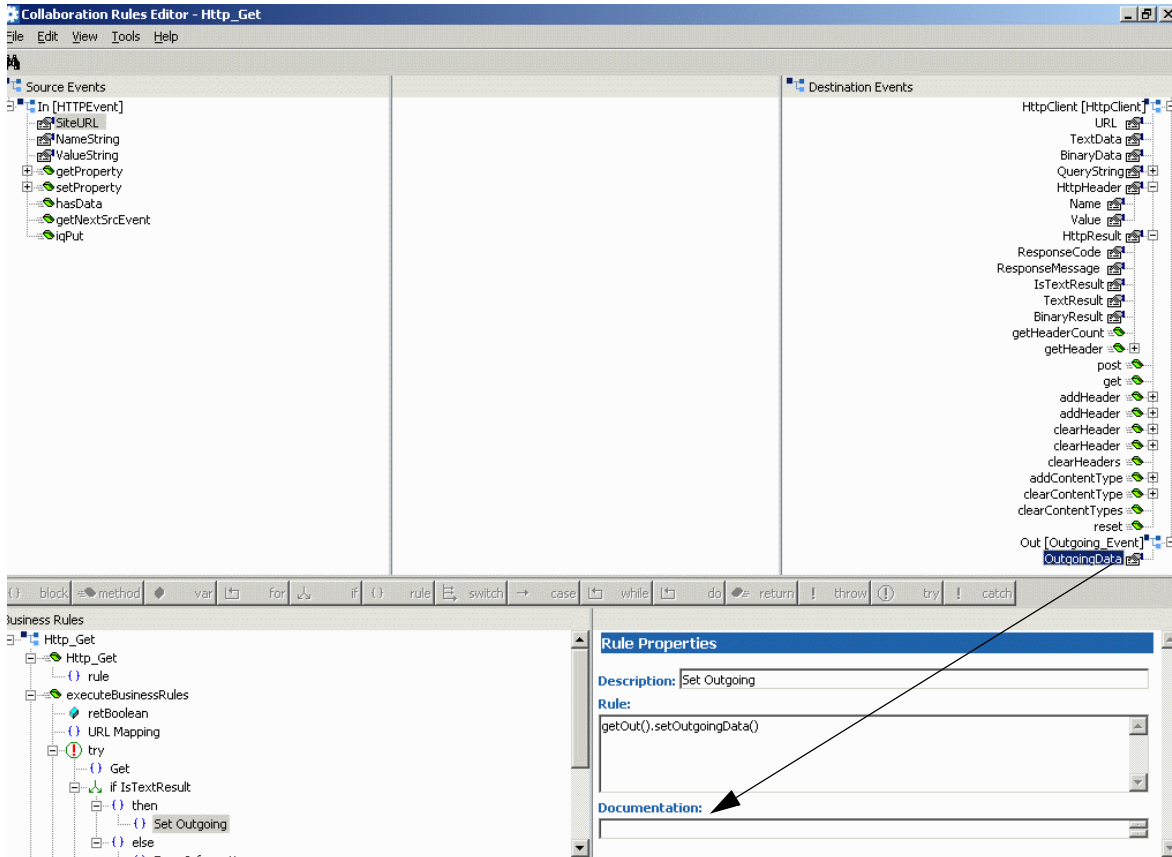 Collaboration Rules Editor - Http_Get
File Edit View Tools Help
Source Events
In [HTTPEvent]
SiteURL
NameString
ValueString
getProperty
setProperty
hasData
getNextSrcEvent
iqPut
Destination Events
HttpClient [HttpClient]
URL
TextData
BinaryData
QueryString
HttpHeader
Name
Value
HttpResult
ResponseCode
ResponseMessage
IsTextResult
TextResult
BinaryResult
getHeaderCount
getHeader
post
get
addHeader
addHeader
clearHeader
clearHeader
clearHeaders
addContentType
clearContentType
clearContentTypes
reset
Out [Outgoing_Event]
OutgoingData
{} block method var for if {} rule switch case while do return ! throw try ! catch
Business Rules
Http_Get
Http_Get
{} rule
executeBusinessRules
retBoolean
{} URL Mapping
try
{} Get
if IsTextResult
{} then
{} Set Outgoing
{} else
Rule Properties
Description: Set Outgoing
Rule:
getOut().setOutgoingData()
Documentation: